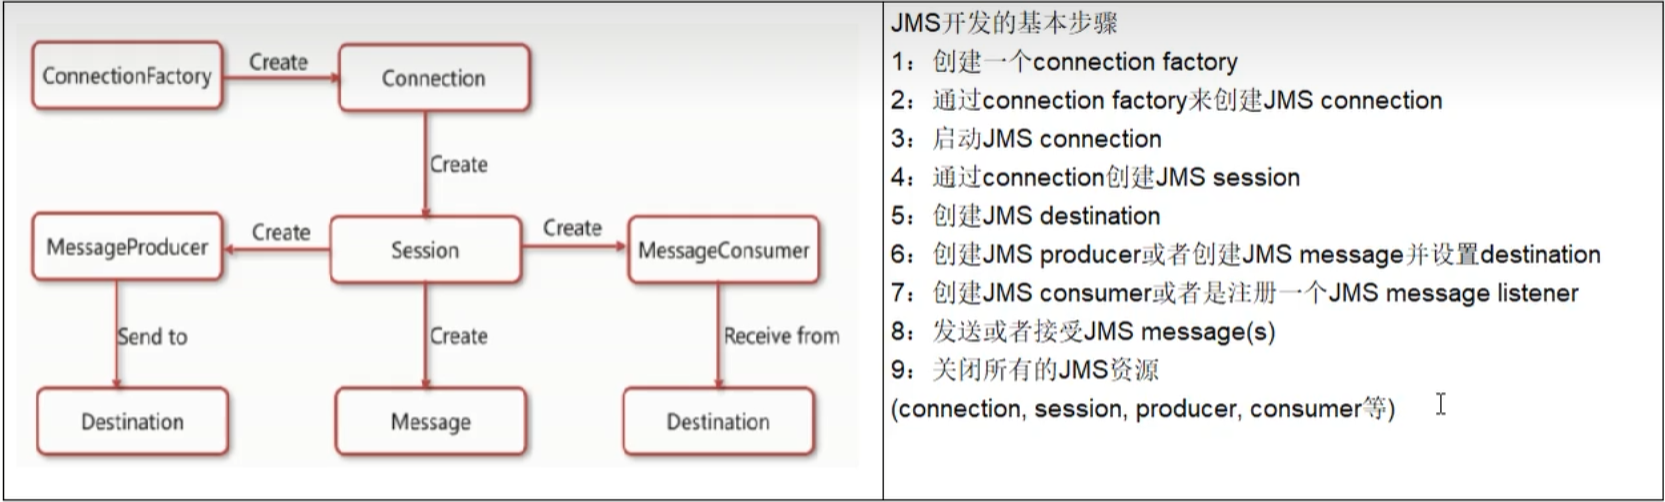 ConnectionFactory
Create
Connection
Create
MessageProducer
Create
Session
Create
MessageConsumer
Send to
Create
Receive from
Destination
Message
Destination
JMS开发的基本步骤
1：创建一个connection factory
2：通过connection factory来创建JMS connection
3：启动JMS connection
4：通过connection创建JMS session
5：创建JMS destination
6：创建JMS producer或者创建JMS message并设置destination
7：创建JMS consumer或者是注册一个JMS message listener
8：发送或者接受JMS message(s)
9：关闭所有的JMS资源
(connection, session, producer, consumer等)